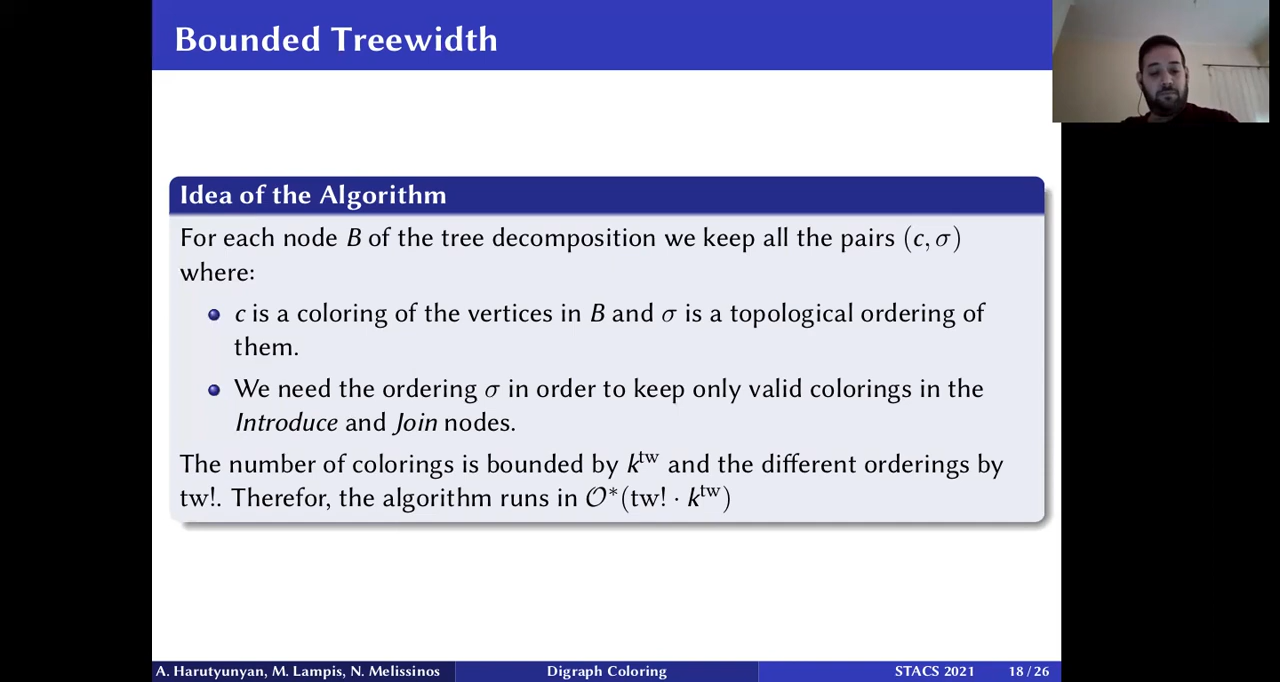 Bounded Treewidth
Idea of the Algorithm
For each node B of the tree decomposition we keep all the pairs (c, σ)
where:
• c is a coloring of the vertices in B and σ is a topological ordering of
them.
• We need the ordering σ in order to keep only valid colorings in the
Introduce and Join nodes.
The number of colorings is bounded by k^tw and the different orderings by
tw!. Therefor, the algorithm runs in 𝒪*(tw! · k^tw)
A. Harutyunyan, M. Lampis, N. Melissinos Digraph Coloring STACS 2021 18 / 26